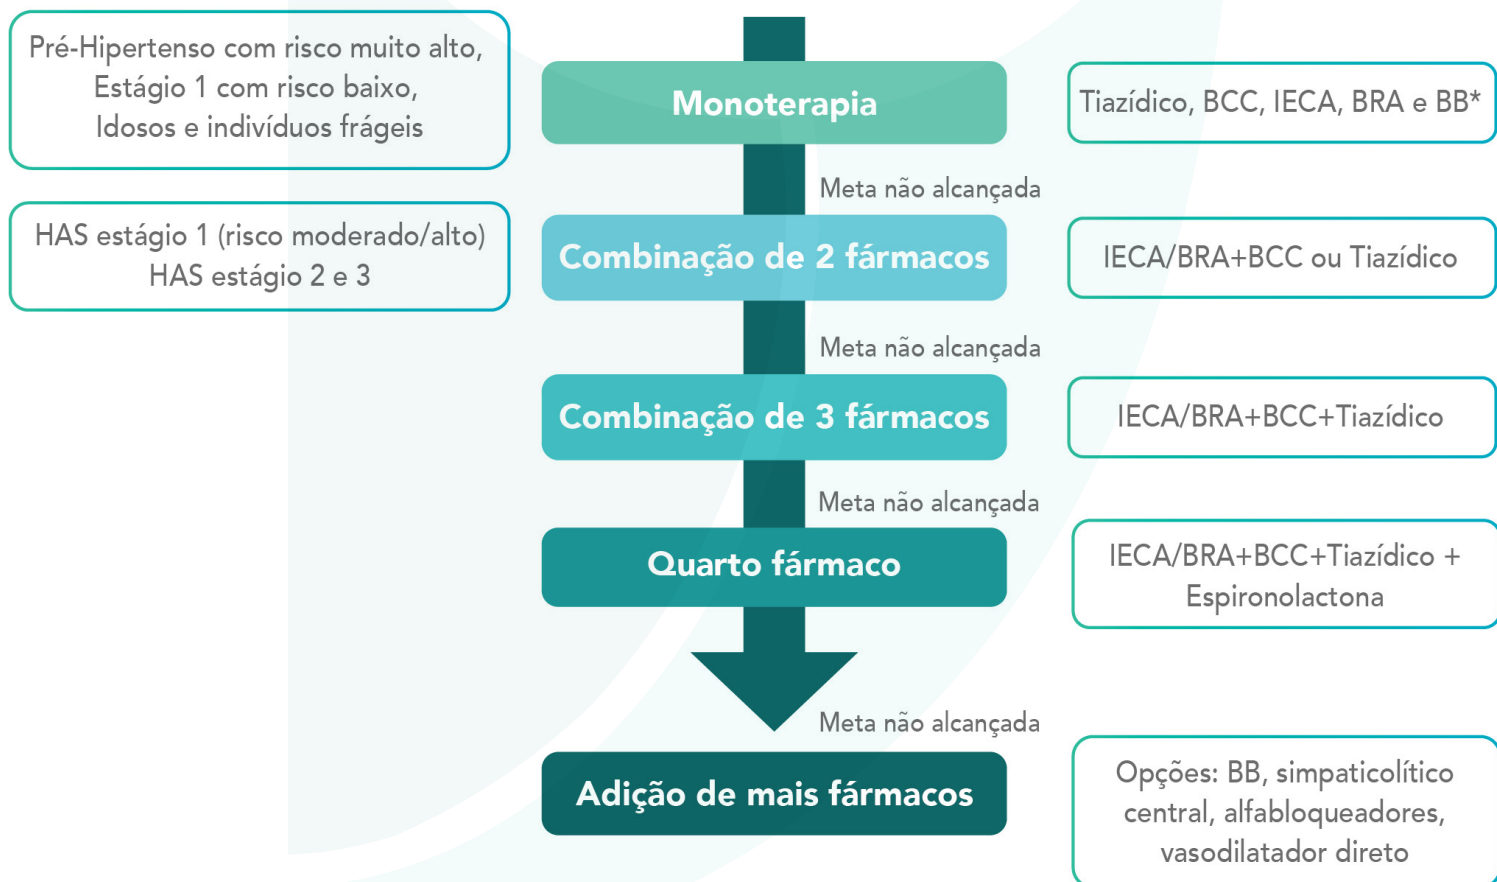 Pré-Hipertenso com risco muito alto,
Estágio 1 com risco baixo,
Idosos e indivíduos frágeis
Monoterapia
Tiazídico, BCC, IECA, BRA e BB*
Meta não alcançada
HAS estágio 1 (risco moderado/alto)
HAS estágio 2 e 3
Combinação de 2 fármacos
IECA/BRA+BCC ou Tiazídico
Meta não alcançada
Combinação de 3 fármacos
IECA/BRA+BCC+Tiazídico
Meta não alcançada
Quarto fármaco
IECA/BRA+BCC+Tiazídico +
Espironolactona
Meta não alcançada
Adição de mais fármacos
Opções: BB, simpaticolítico
central, alfabloqueadores,
vasodilatador direto